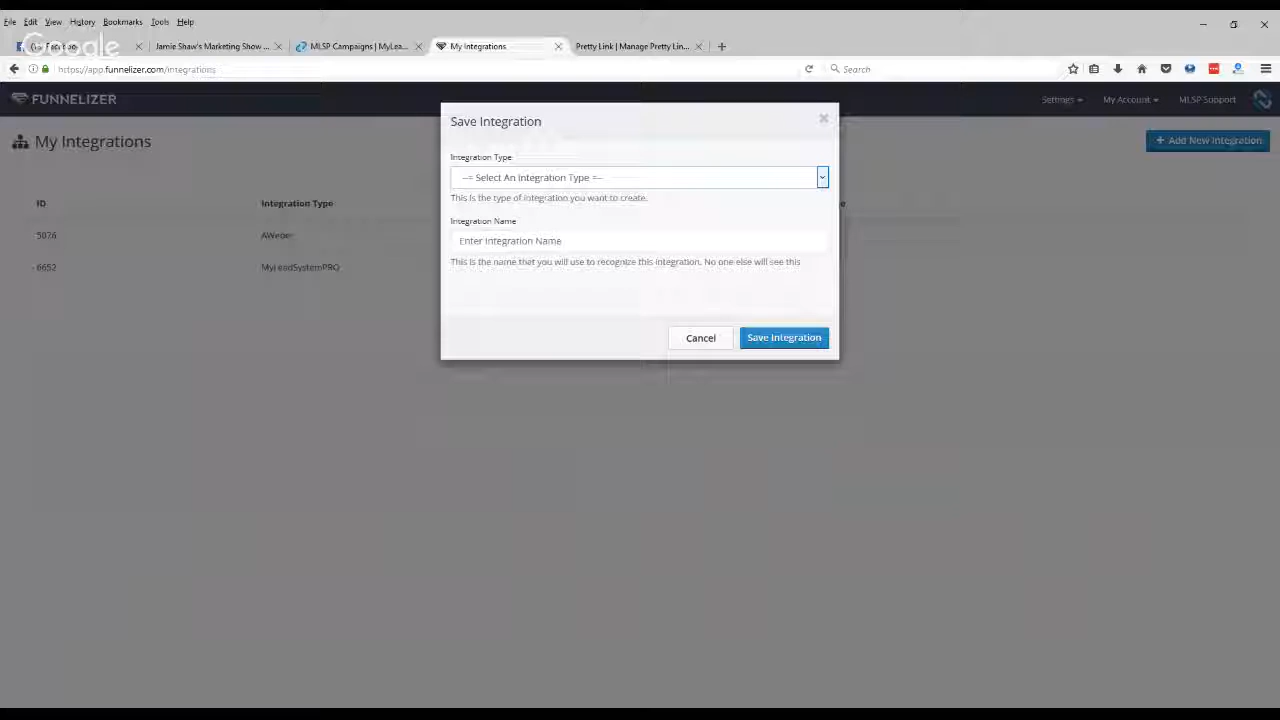 File Edit View History Bookmarks Tools Help
Google
Jamie Shaw's Marketing Show ... MLSP Campaigns | MyLea... My Integrations Pretty Link | Manage Pretty Lin...
https://app.funnelizer.com/integrations Search
FUNNELIZER Settings My Account MLSP Support
My Integrations + Add New Integration
Save Integration
Integration Type
--= Select An Integration Type =--
This is the type of integration you want to create.
Integration Name
Enter Integration Name
This is the name that you will use to recognize this integration. No one else will see this
Cancel Save Integration
ID Integration Type
5876 AWeber
6652 MyLeadSystemPRO